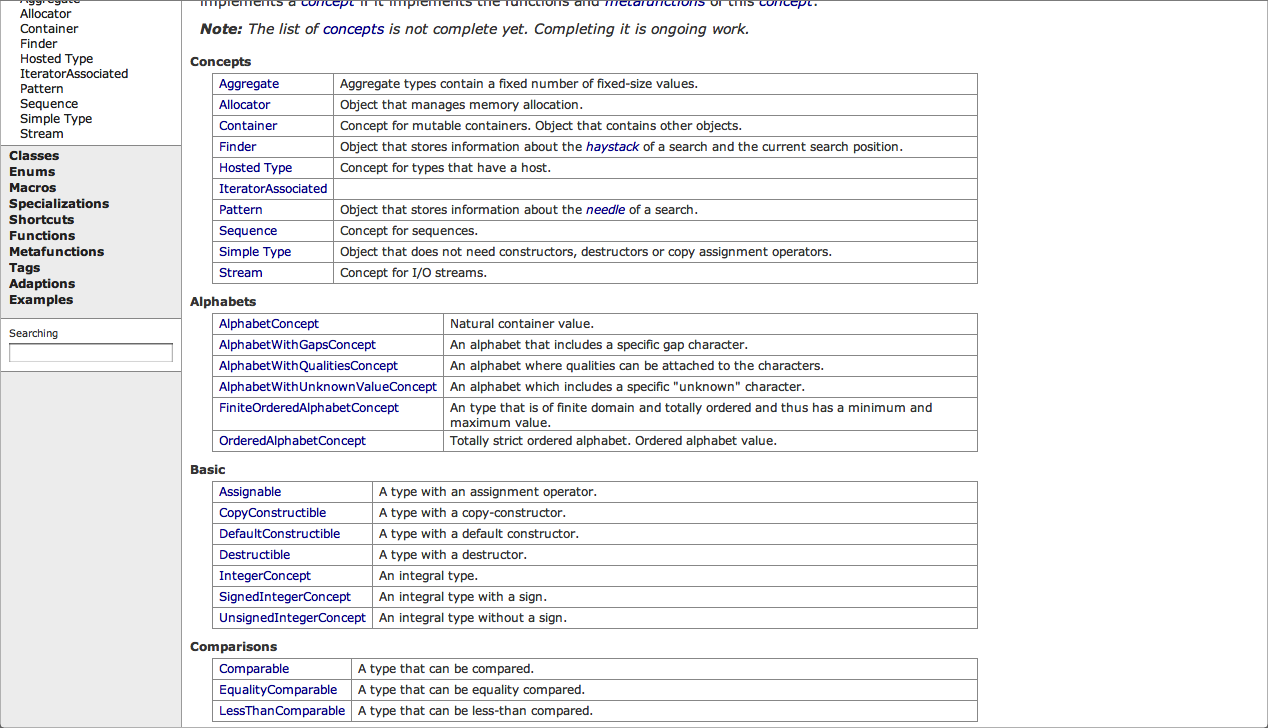 Aggregate
Allocator
Container
Finder
Hosted Type
IteratorAssociated
Pattern
Sequence
Simple Type
Stream
Classes
Enums
Macros
Specializations
Shortcuts
Functions
Metafunctions
Tags
Adaptions
Examples
Searching
implements a concept if it implements the functions and metafunctions of this concept.
Note: The list of concepts is not complete yet. Completing it is ongoing work.
Concepts
Aggregate Aggregate types contain a fixed number of fixed-size values.
Allocator Object that manages memory allocation.
Container Concept for mutable containers. Object that contains other objects.
Finder Object that stores information about the haystack of a search and the current search position.
Hosted Type Concept for types that have a host.
IteratorAssociated
Pattern Object that stores information about the needle of a search.
Sequence Concept for sequences.
Simple Type Object that does not need constructors, destructors or copy assignment operators.
Stream Concept for I/O streams.
Alphabets
AlphabetConcept Natural container value.
AlphabetWithGapsConcept An alphabet that includes a specific gap character.
AlphabetWithQualitiesConcept An alphabet where qualities can be attached to the characters.
AlphabetWithUnknownValueConcept An alphabet which includes a specific "unknown" character.
FiniteOrderedAlphabetConcept An type that is of finite domain and totally ordered and thus has a minimum and
maximum value.
OrderedAlphabetConcept Totally strict ordered alphabet. Ordered alphabet value.
Basic
Assignable A type with an assignment operator.
CopyConstructible A type with a copy-constructor.
DefaultConstructible A type with a default constructor.
Destructible A type with a destructor.
IntegerConcept An integral type.
SignedIntegerConcept An integral type with a sign.
UnsignedIntegerConcept An integral type without a sign.
Comparisons
Comparable A type that can be compared.
EqualityComparable A type that can be equality compared.
LessThanComparable A type that can be less-than compared.